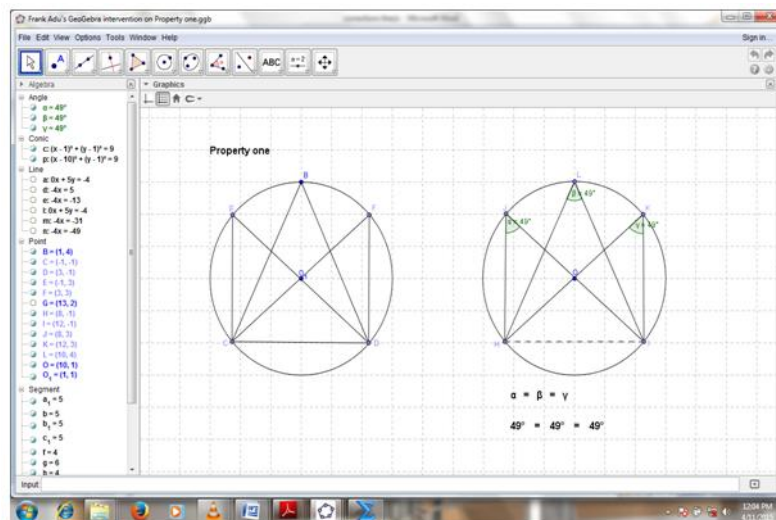 Frank Adu's GeoGebra intervention on Property one.ggb
File Edit View Options Tools Window Help
Sign in...
A
ABC
a = 2
Algebra
Graphics
Angle
α = 49°
β = 49°
γ = 49°
Conic
c: (x - 1)² + (y - 1)² = 9
p: (x - 10)² + (y - 1)² = 9
Line
a: 0x + 5y = -4
d: -4x = 5
e: -4x = -13
l: 0x + 5y = -4
m: -4x = -31
n: -4x = -49
Point
B = (1, 4)
C = (-1, -1)
D = (3, -1)
E = (-1, 3)
F = (3, 3)
G = (13, 2)
H = (8, -1)
I = (12, -1)
J = (8, 3)
K = (12, 3)
L = (10, 4)
O = (10, 1)
O₁ = (1, 1)
Segment
a₁ = 5
b = 5
b₁ = 5
c₁ = 5
f = 4
g = 6
h = 4
Property one
B
E
F
O₁
C
D
L
β = 49°
J
K
α = 49°
γ = 49°
O
H
I
α = β = γ
49° = 49° = 49°
Input:
12:04 PM